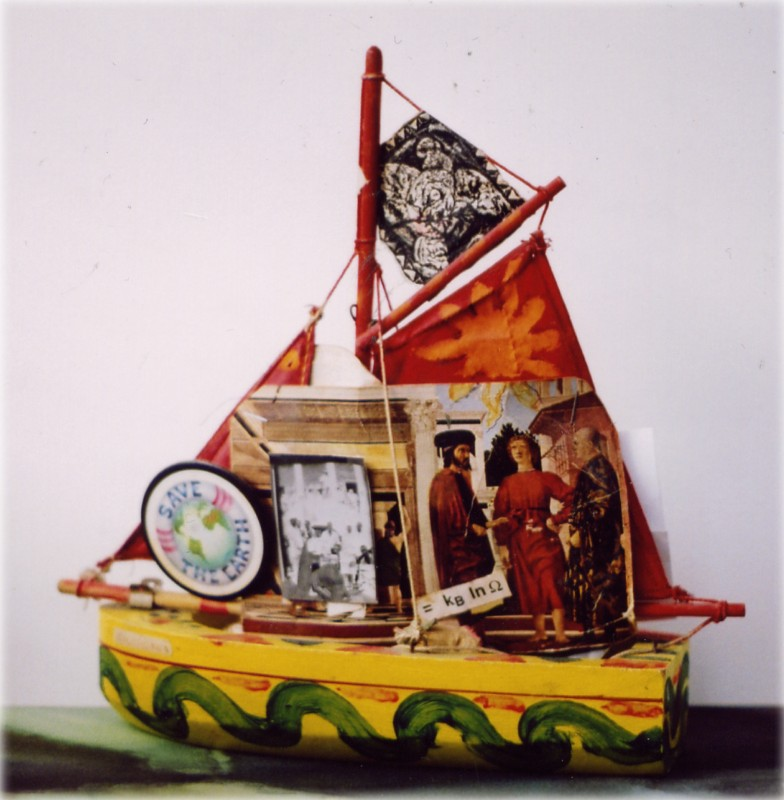 SAVE
THE EARTH
= kB ln Ω